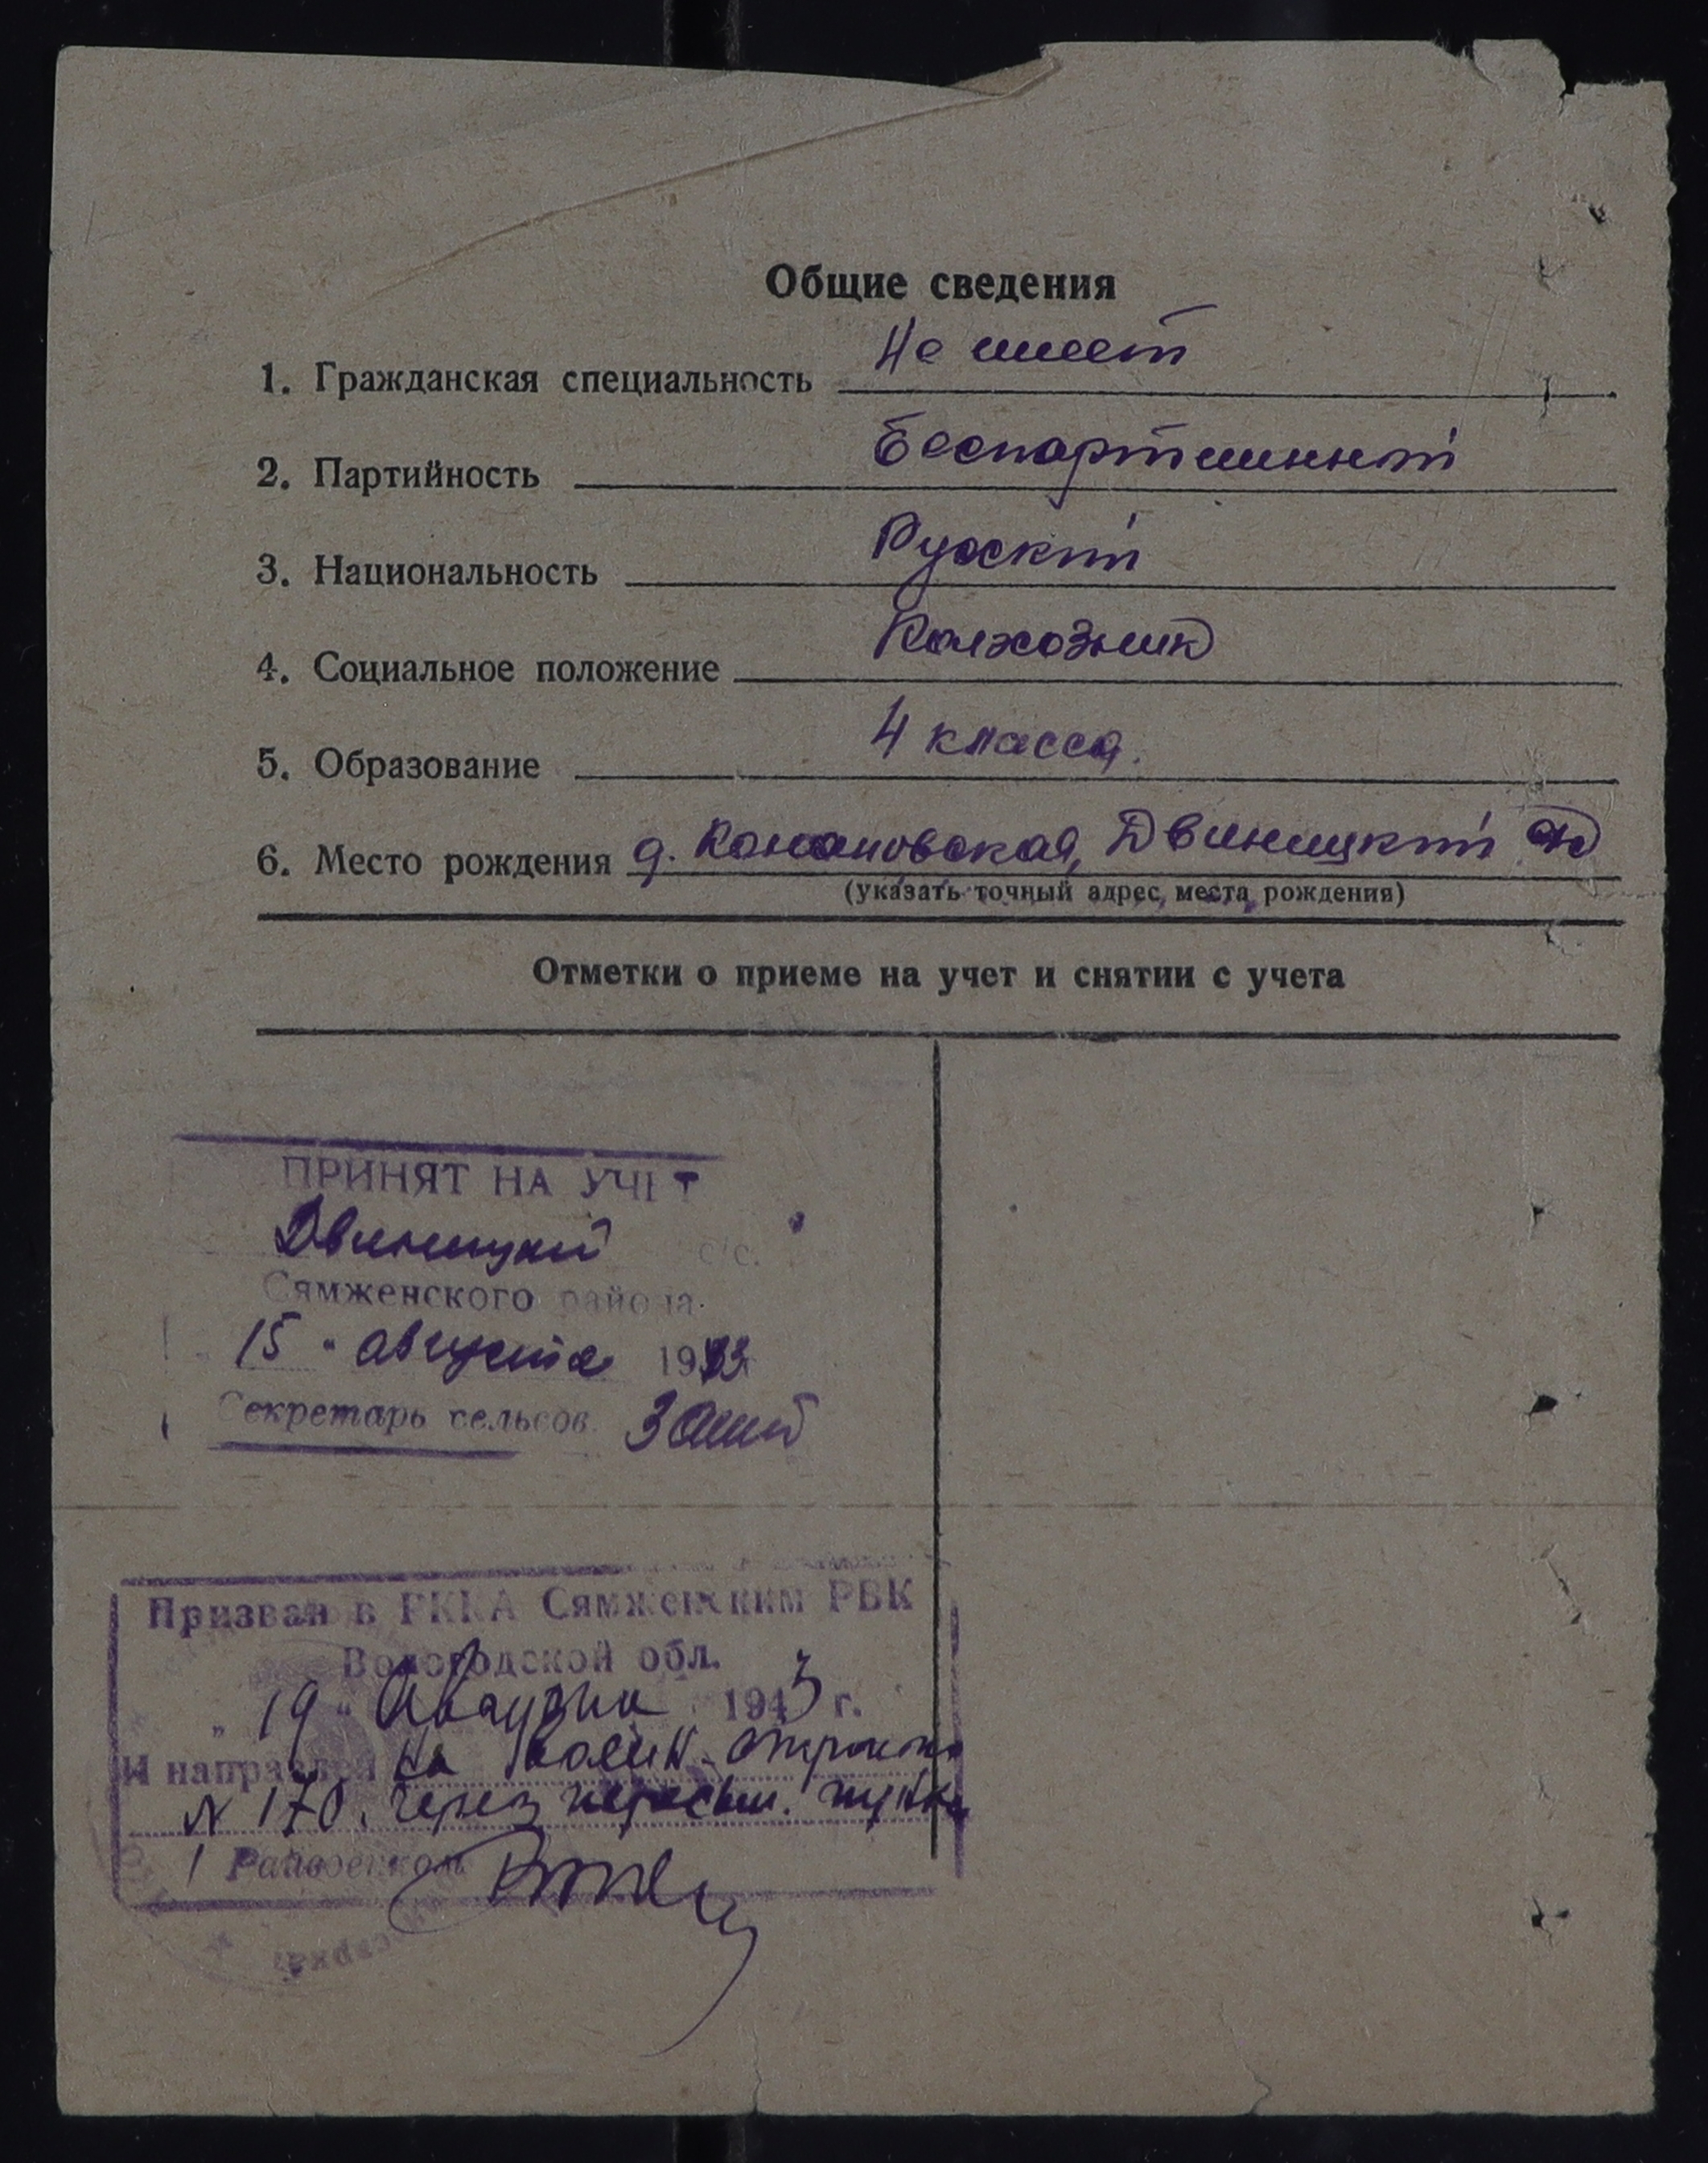 Общие сведения
Не имеет
1. Гражданская специальность
Беспартийный
2. Партийность
Русский
3. Национальность
Колхозник
4. Социальное положение
4 класса.
5. Образование
6. Место рождения д. Конановская, Двиницкий
(указать точный адрес места рождения)
Отметки о приеме на учет и снятии с учета
ПРИНЯТ НА УЧЕТ
Двиницкий с/с.
Сямженского района
" 15 " августа 1943 г.
Секретарь сельсов.
Призван в РККА Сямженским РВК
Вологодской обл.
" 19 " 1943 г.
И направлен на
№ 170. через пересыл. пункт
Райвоенком